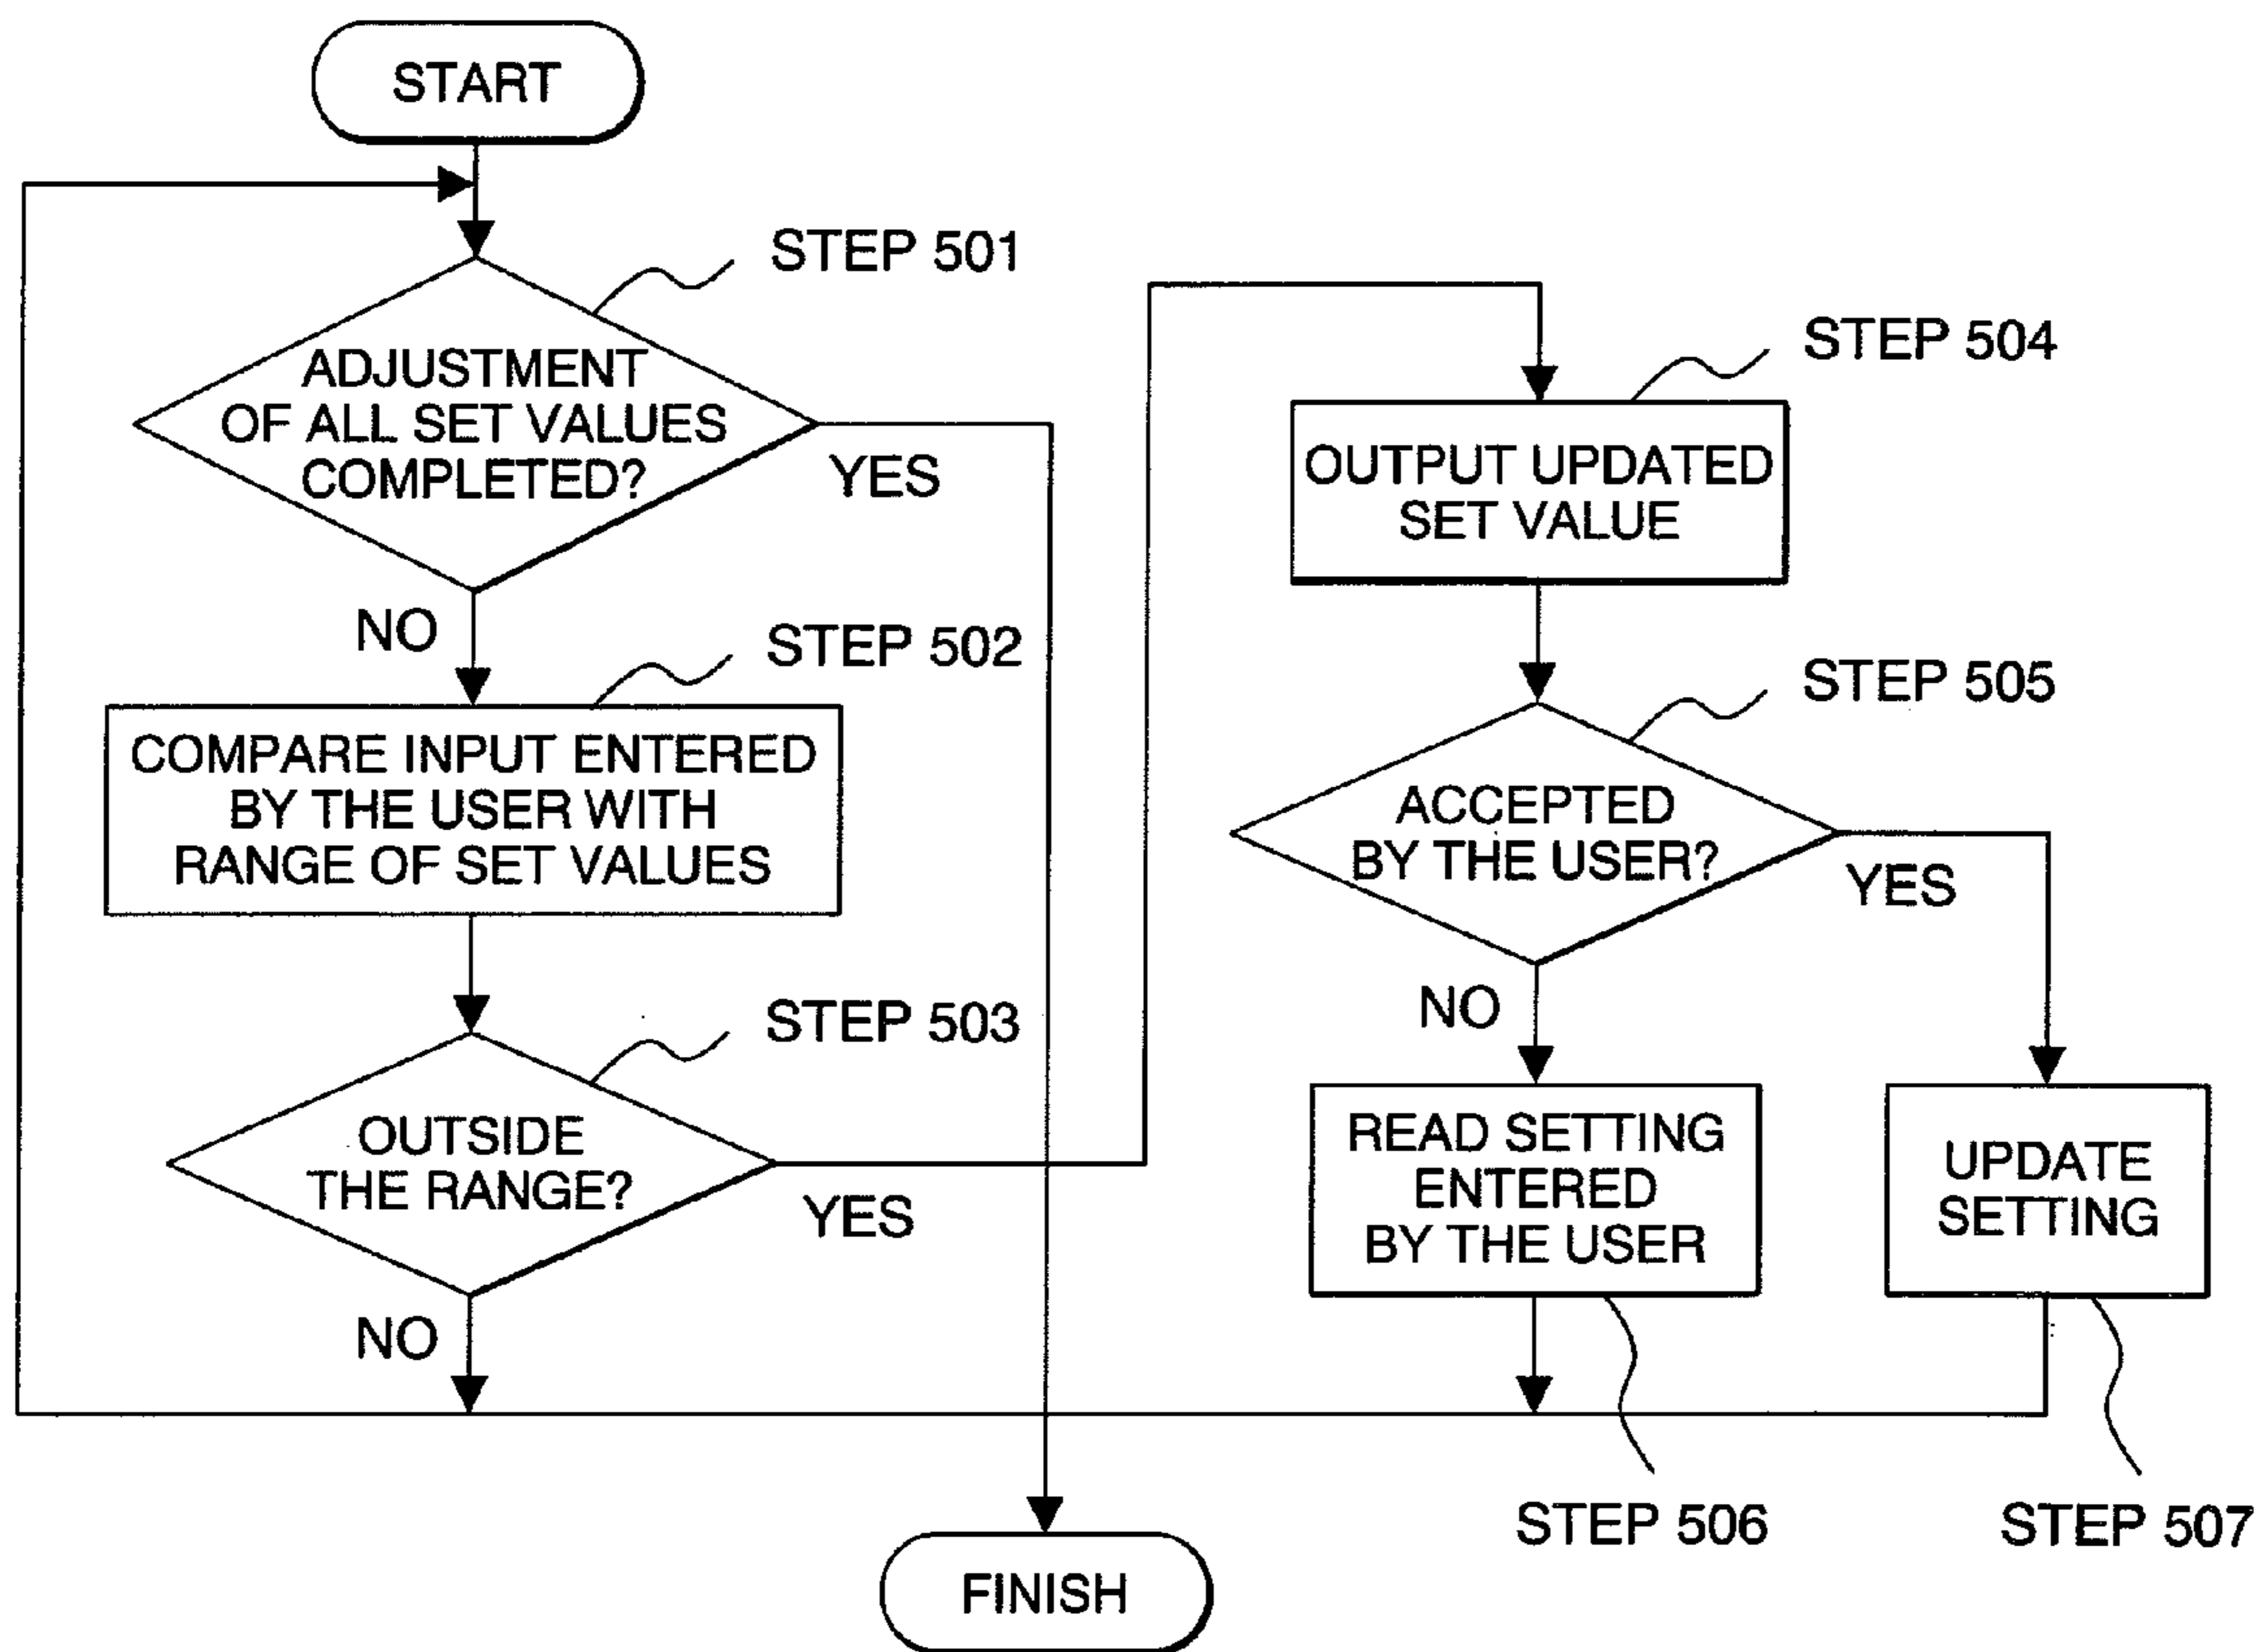 START
STEP 501
ADJUSTMENT
OF ALL SET VALUES
COMPLETED?
YES
NO
STEP 502
COMPARE INPUT ENTERED
BY THE USER WITH
RANGE OF SET VALUES
STEP 503
OUTSIDE
THE RANGE?
YES
NO
STEP 504
OUTPUT UPDATED
SET VALUE
STEP 505
ACCEPTED
BY THE USER?
YES
NO
READ SETTING
ENTERED
BY THE USER
UPDATE
SETTING
STEP 506
STEP 507
FINISH